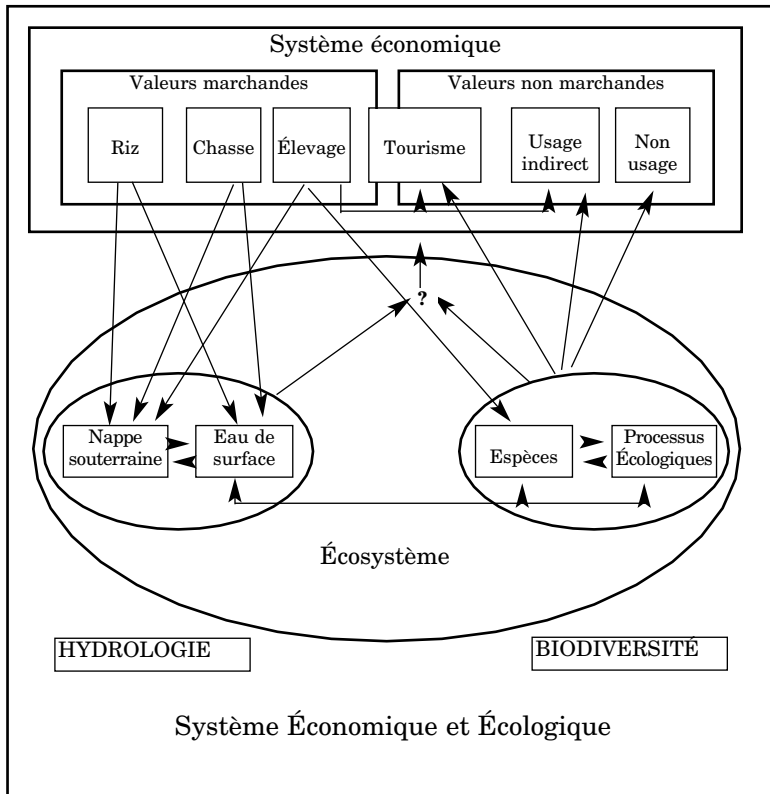 Système économique
Valeurs marchandes
Valeurs non marchandes
Riz
Chasse
Élevage
Tourisme
Usage
indirect
Non
usage
?
Nappe
souterraine
Eau de
surface
Espèces
Processus
Écologiques
Écosystème
HYDROLOGIE
BIODIVERSITÉ
Système Économique et Écologique